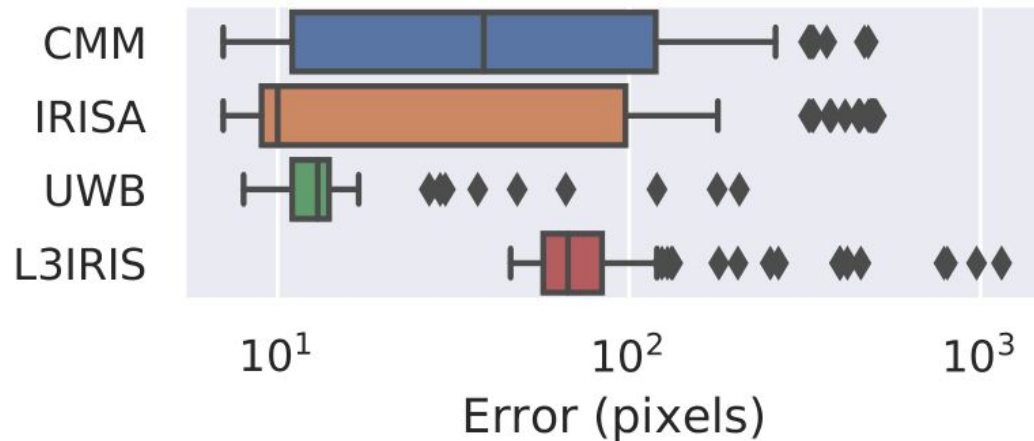 CMM
IRISA
UWB
L3IRIS
10¹ 10² 10³
Error (pixels)